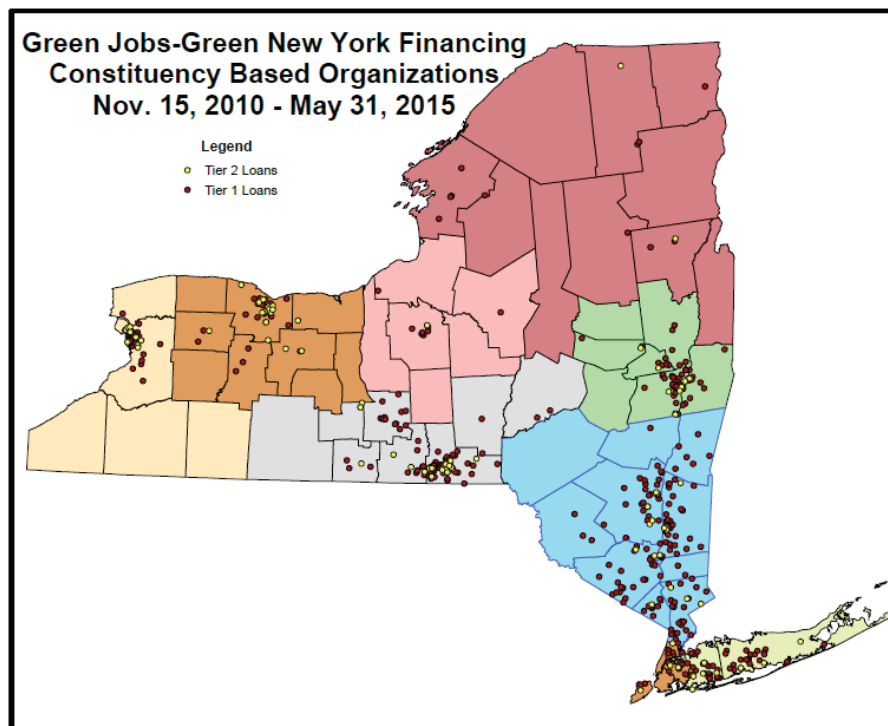 Green Jobs-Green New York Financing
Constituency Based Organizations
Nov. 15, 2010 - May 31, 2015
Legend
Tier 2 Loans
Tier 1 Loans